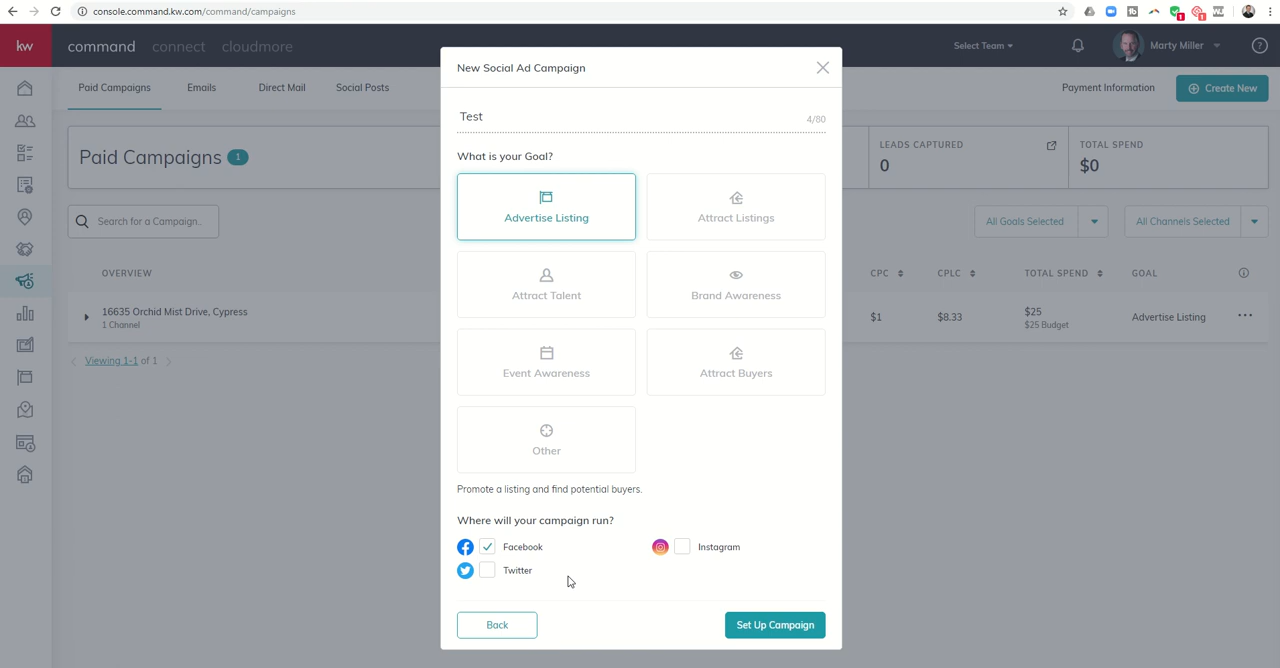 console.command.kw.com/command/campaigns
kw command connect cloudmore Select Team Marty Miller ?
Paid Campaigns Emails Direct Mail Social Posts Payment Information Create New
New Social Ad Campaign
Test 4/80
Paid Campaigns 1
LEADS CAPTURED
0
TOTAL SPEND
$0
What is your Goal?
Search for a Campaign..
All Goals Selected All Channels Selected
Advertise Listing Attract Listings
OVERVIEW CPC CPLC TOTAL SPEND GOAL
Attract Talent Brand Awareness
16635 Orchid Mist Drive, Cypress
1 Channel
$1 $8.33 $25
$25 Budget
Advertise Listing
Viewing 1-1 of 1
Event Awareness Attract Buyers
Other
Promote a listing and find potential buyers.
Where will your campaign run?
Facebook Instagram
Twitter
Back Set Up Campaign